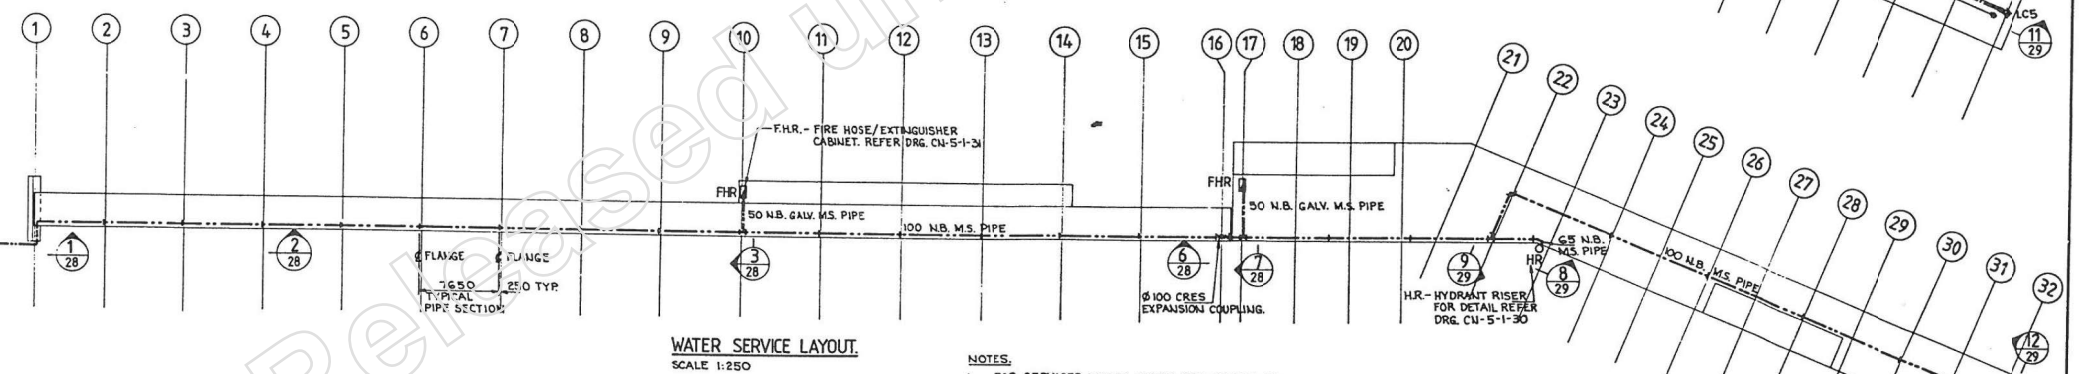 1 2 3 4 5 6 7 8 9 10 11 12 13 14 15 16 17 18 19 20 21 22 23 24 25 26 27 28 29 30 31 32
LC5
11
29
F.H.R.- FIRE HOSE/EXTINGUISHER
CABINET. REFER DRG. CN-5-1-31
FHR
50 N.B. GALV. M.S. PIPE
100 N.B. M.S. PIPE
FHR
50 N.B. GALV. M.S. PIPE
65 N.B.
M.S. PIPE
100 N.B. M.S. PIPE
1
28
2
28
FLANGE
FLANGE
7650
250 TYP.
TYPICAL
PIPE SECTION
3
28
6
28
7
28
9
29
HR
8
29
12
29
Ø100 CRES
EXPANSION COUPLING.
H.R.- HYDRANT RISER
FOR DETAIL REFER
DRG. CN-5-1-30
WATER SERVICE LAYOUT.
SCALE 1:250
NOTES.
Released un